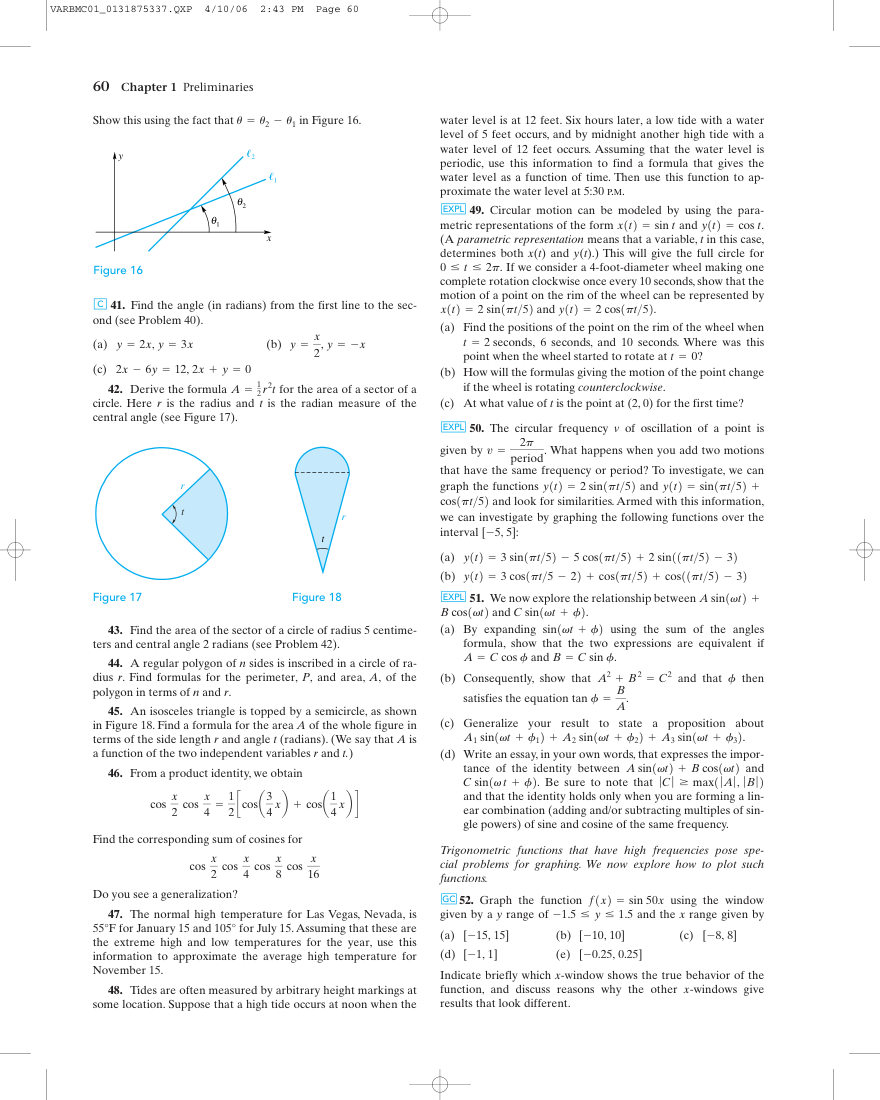 VARBMC01_0131875337.QXP 4/10/06 2:43 PM Page 60
60 Chapter 1 Preliminaries
Show this using the fact that θ = θ₂ − θ₁ in Figure 16.
y
ℓ₂
ℓ₁
θ₂
θ₁
x
Figure 16
C 41. Find the angle (in radians) from the first line to the sec-
ond (see Problem 40).
(a) y = 2x, y = 3x (b) y = x/2, y = −x
(c) 2x − 6y = 12, 2x + y = 0
42. Derive the formula A = ½r²t for the area of a sector of a
circle. Here r is the radius and t is the radian measure of the
central angle (see Figure 17).
r
t
r
t
Figure 17 Figure 18
43. Find the area of the sector of a circle of radius 5 centime-
ters and central angle 2 radians (see Problem 42).
44. A regular polygon of n sides is inscribed in a circle of ra-
dius r. Find formulas for the perimeter, P, and area, A, of the
polygon in terms of n and r.
45. An isosceles triangle is topped by a semicircle, as shown
in Figure 18. Find a formula for the area A of the whole figure in
terms of the side length r and angle t (radians). (We say that A is
a function of the two independent variables r and t.)
46. From a product identity, we obtain
cos x/2 cos x/4 = 1/2[cos(3/4 x) + cos(1/4 x)]
Find the corresponding sum of cosines for
cos x/2 cos x/4 cos x/8 cos x/16
Do you see a generalization?
47. The normal high temperature for Las Vegas, Nevada, is
55°F for January 15 and 105° for July 15. Assuming that these are
the extreme high and low temperatures for the year, use this
information to approximate the average high temperature for
November 15.
48. Tides are often measured by arbitrary height markings at
some location. Suppose that a high tide occurs at noon when the
water level is at 12 feet. Six hours later, a low tide with a water
level of 5 feet occurs, and by midnight another high tide with a
water level of 12 feet occurs. Assuming that the water level is
periodic, use this information to find a formula that gives the
water level as a function of time. Then use this function to ap-
proximate the water level at 5:30 P.M.
EXPL 49. Circular motion can be modeled by using the para-
metric representations of the form x(t) = sin t and y(t) = cos t.
(A parametric representation means that a variable, t in this case,
determines both x(t) and y(t).) This will give the full circle for
0 ≤ t ≤ 2π. If we consider a 4-foot-diameter wheel making one
complete rotation clockwise once every 10 seconds, show that the
motion of a point on the rim of the wheel can be represented by
x(t) = 2 sin(πt/5) and y(t) = 2 cos(πt/5).
(a) Find the positions of the point on the rim of the wheel when
t = 2 seconds, 6 seconds, and 10 seconds. Where was this
point when the wheel started to rotate at t = 0?
(b) How will the formulas giving the motion of the point change
if the wheel is rotating counterclockwise.
(c) At what value of t is the point at (2, 0) for the first time?
EXPL 50. The circular frequency v of oscillation of a point is
given by v = 2π/period. What happens when you add two motions
that have the same frequency or period? To investigate, we can
graph the functions y(t) = 2 sin(πt/5) and y(t) = sin(πt/5) +
cos(πt/5) and look for similarities. Armed with this information,
we can investigate by graphing the following functions over the
interval [−5, 5]:
(a) y(t) = 3 sin(πt/5) − 5 cos(πt/5) + 2 sin((πt/5) − 3)
(b) y(t) = 3 cos(πt/5 − 2) + cos(πt/5) + cos((πt/5) − 3)
EXPL 51. We now explore the relationship between A sin(ωt) +
B cos(ωt) and C sin(ωt + ϕ).
(a) By expanding sin(ωt + ϕ) using the sum of the angles
formula, show that the two expressions are equivalent if
A = C cos ϕ and B = C sin ϕ.
(b) Consequently, show that A² + B² = C² and that ϕ then
satisfies the equation tan ϕ = B/A.
(c) Generalize your result to state a proposition about
A₁ sin(ωt + ϕ₁) + A₂ sin(ωt + ϕ₂) + A₃ sin(ωt + ϕ₃).
(d) Write an essay, in your own words, that expresses the impor-
tance of the identity between A sin(ωt) + B cos(ωt) and
C sin(ωt + ϕ). Be sure to note that |C| ≥ max(|A|, |B|)
and that the identity holds only when you are forming a lin-
ear combination (adding and/or subtracting multiples of sin-
gle powers) of sine and cosine of the same frequency.
Trigonometric functions that have high frequencies pose spe-
cial problems for graphing. We now explore how to plot such
functions.
GC 52. Graph the function f(x) = sin 50x using the window
given by a y range of −1.5 ≤ y ≤ 1.5 and the x range given by
(a) [−15, 15] (b) [−10, 10] (c) [−8, 8]
(d) [−1, 1] (e) [−0.25, 0.25]
Indicate briefly which x-window shows the true behavior of the
function, and discuss reasons why the other x-windows give
results that look different.